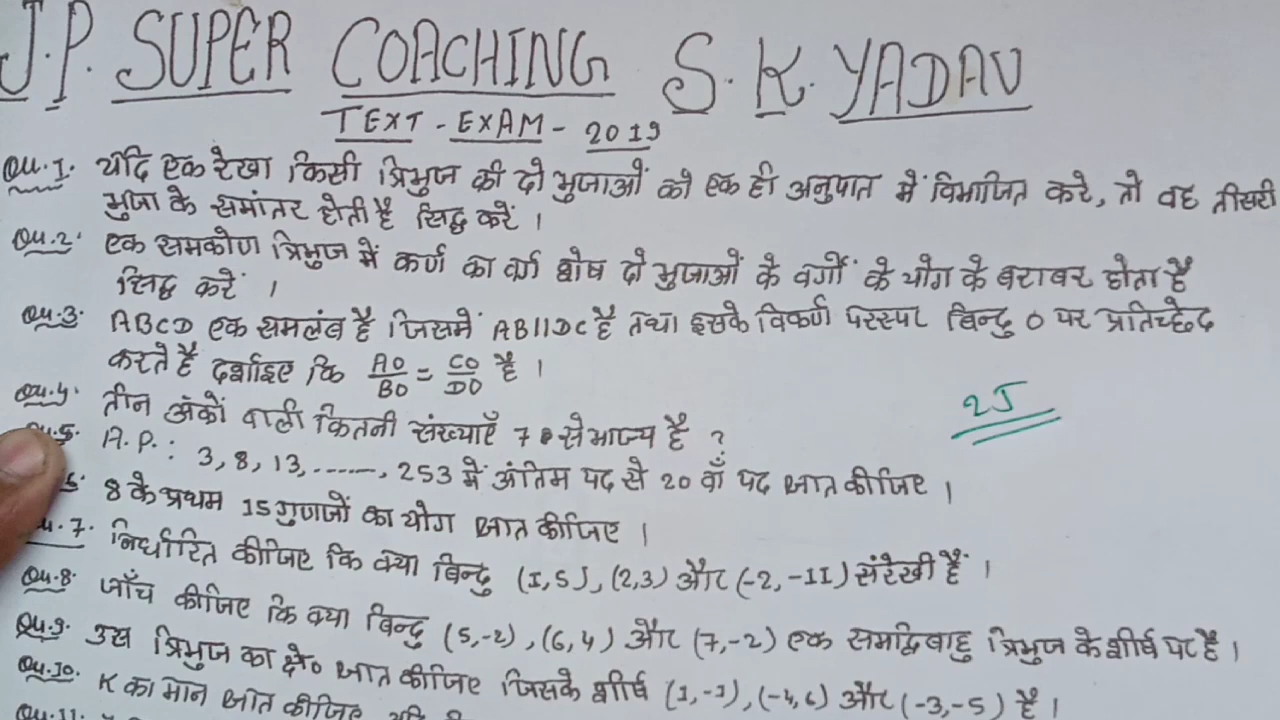 J.P. SUPER COACHING S.K. YADAV
TEXT - EXAM - 2019
Qu.1. यदि एक रेखा किसी त्रिभुज की दो भुजाओं को एक ही अनुपात में विभाजित करे, तो वह तीसरी
भुजा के समांतर होती है सिद्ध करें ।
Qu.2. एक समकोण त्रिभुज में कर्ण का वर्ग शेष दो भुजाओं के वर्गों के योग के बराबर होता है
सिद्ध करें ।
Qu.3 ABCD एक समलंब है जिसमें AB||DC है तथा इसके विकर्ण परस्पर बिन्दु O पर प्रतिच्छेद
करते है दर्शाइए कि AO/BO = CO/DO है ।
Qu.4. तीन अंकों वाली कितनी संख्याएँ 7 से भाज्य है ?
25
5. A.P.: 3, 8, 13, ......, 253 में अंतिम पद से 20 वाँ पद ज्ञात कीजिए ।
8 के प्रथम 15 गुणजों का योग ज्ञात कीजिए ।
Qu.7. निर्धारित कीजिए कि क्या बिन्दु (1,5), (2,3) और (-2,-11) संरेखी हैं ।
Qu.8. जाँच कीजिए कि क्या बिन्दु (5,-2), (6,4) और (7,-2) एक समद्विबाहु त्रिभुज के शीर्ष पर है ।
Qu.9. उस त्रिभुज का क्षे० ज्ञात कीजिए जिसके शीर्ष (1,-1), (-4,6) और (-3,-5) है ।
Qu.10. K का मान ज्ञात कीजिए
Qu.11.